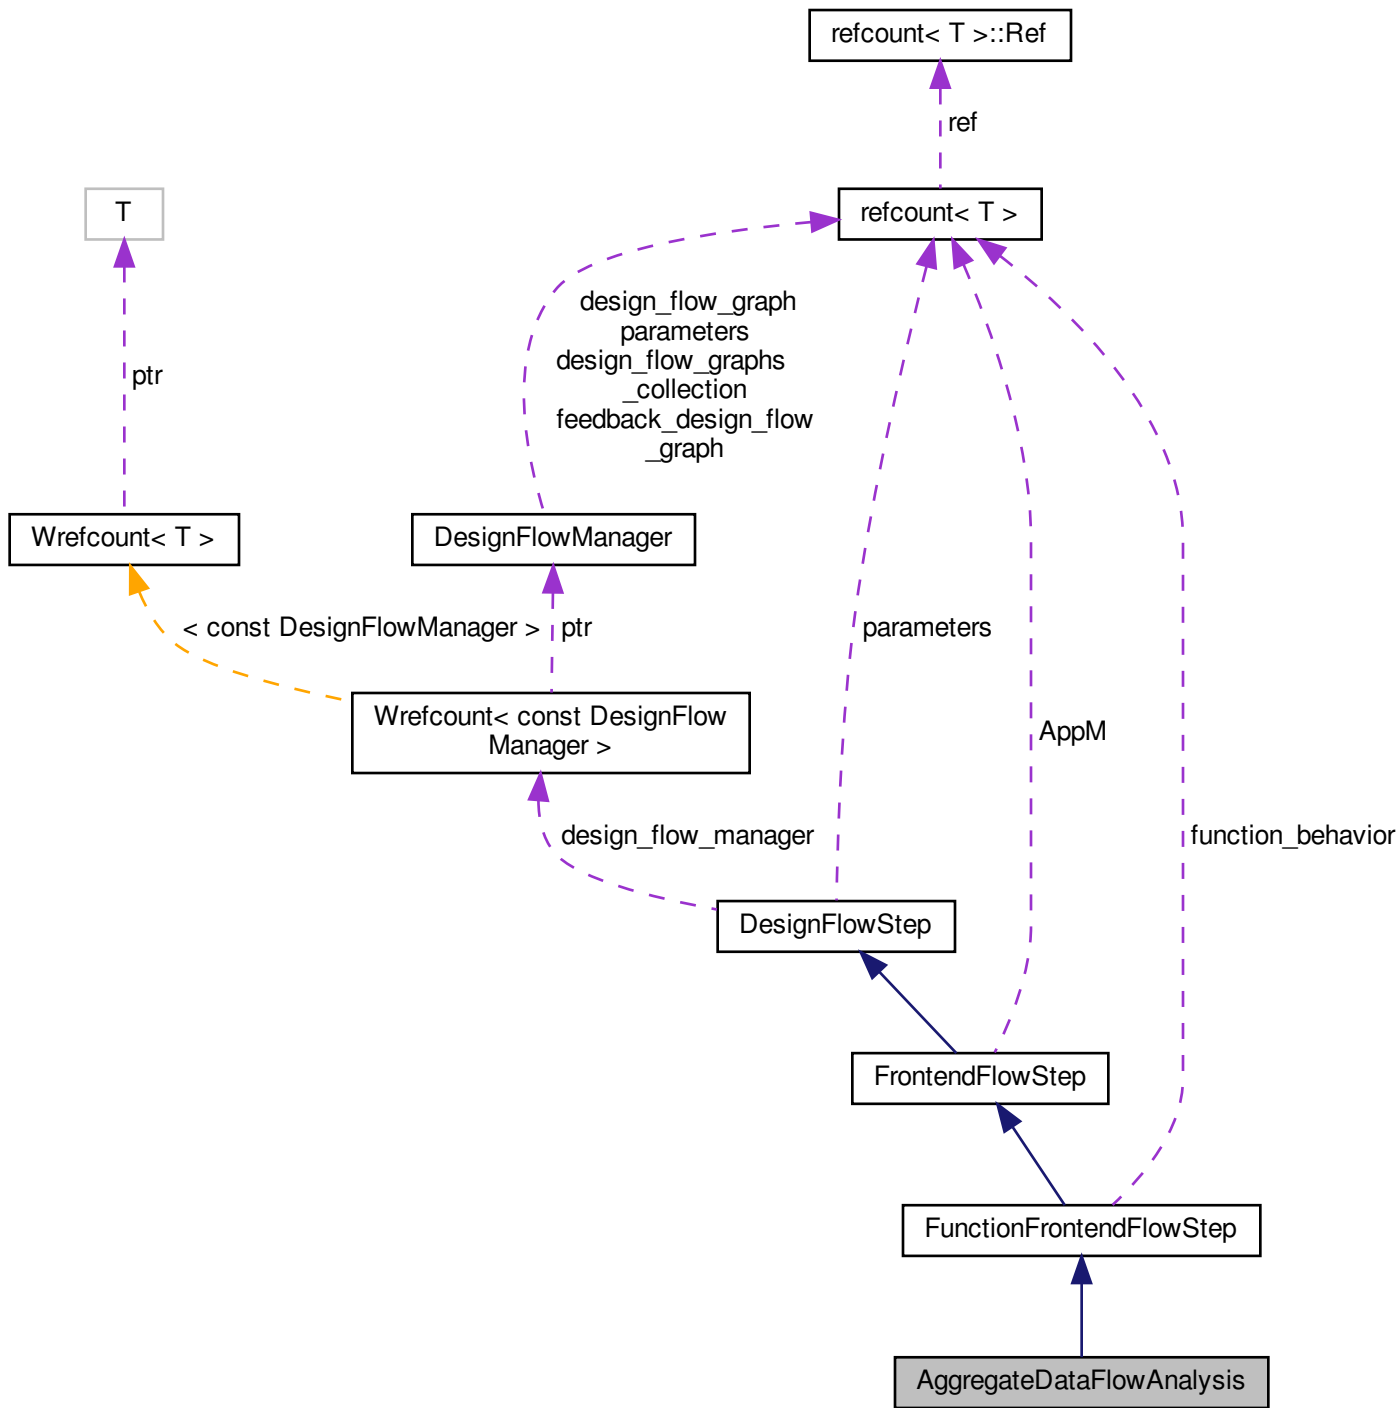 refcount< T >::Ref
ref
T
refcount< T >
design_flow_graph
parameters
design_flow_graphs
_collection
feedback_design_flow
_graph
ptr
Wrefcount< T >
DesignFlowManager
< const DesignFlowManager >
ptr
parameters
Wrefcount< const DesignFlow
Manager >
AppM
design_flow_manager
function_behavior
DesignFlowStep
FrontendFlowStep
FunctionFrontendFlowStep
AggregateDataFlowAnalysis